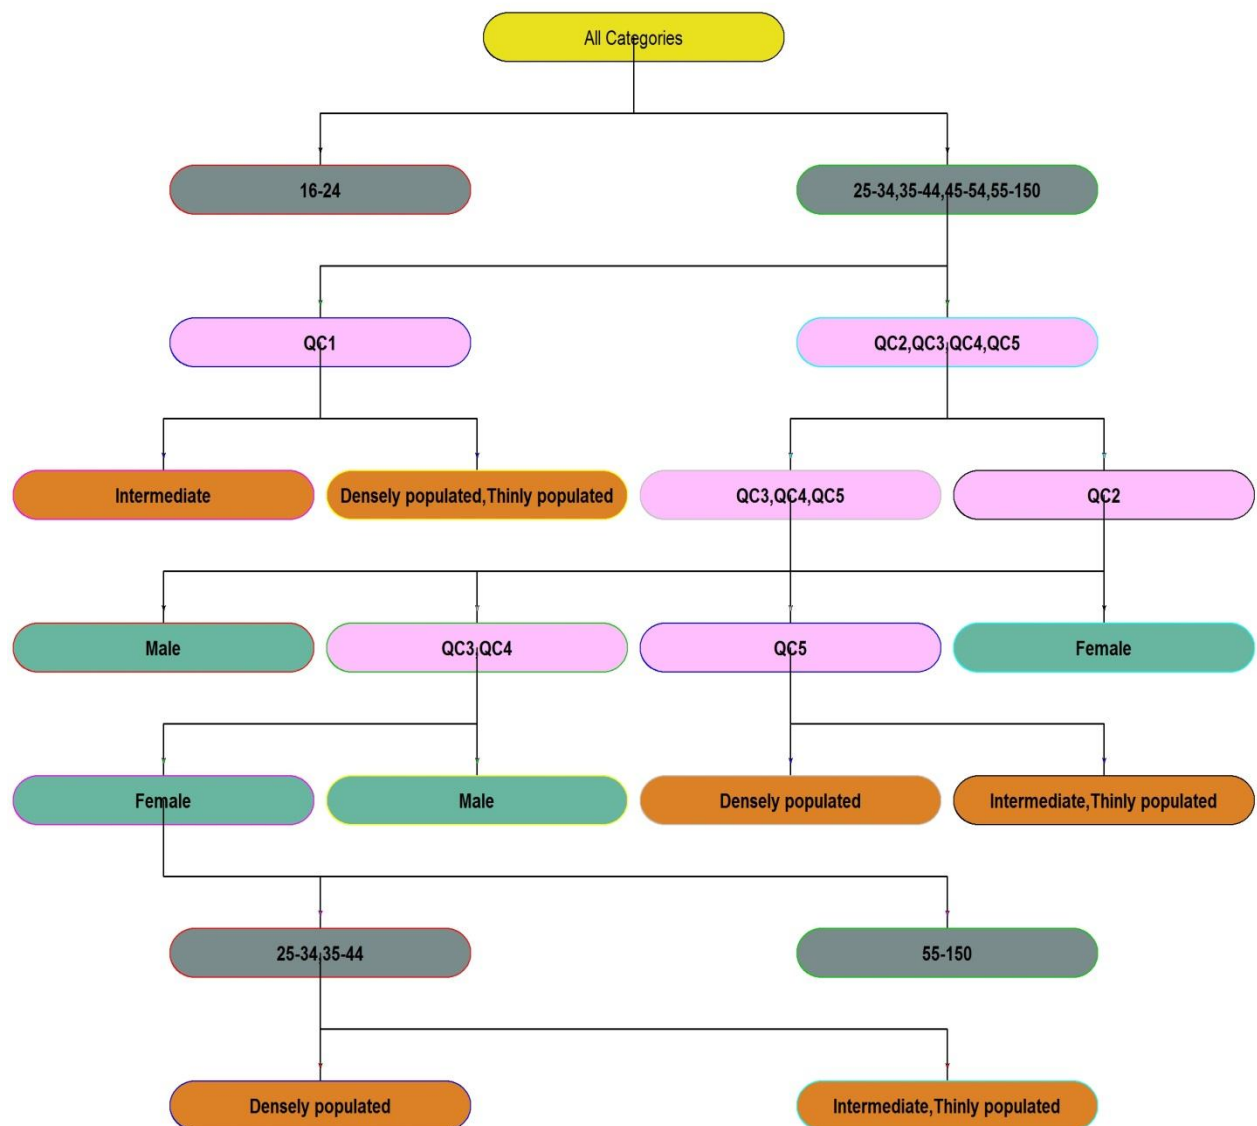 All Categories
16-24
25-34,35-44,45-54,55-150
QC1
QC2,QC3,QC4,QC5
Intermediate
Densely populated,Thinly populated
QC3,QC4,QC5
QC2
Male
QC3,QC4
QC5
Female
Female
Male
Densely populated
Intermediate,Thinly populated
25-34,35-44
55-150
Densely populated
Intermediate,Thinly populated